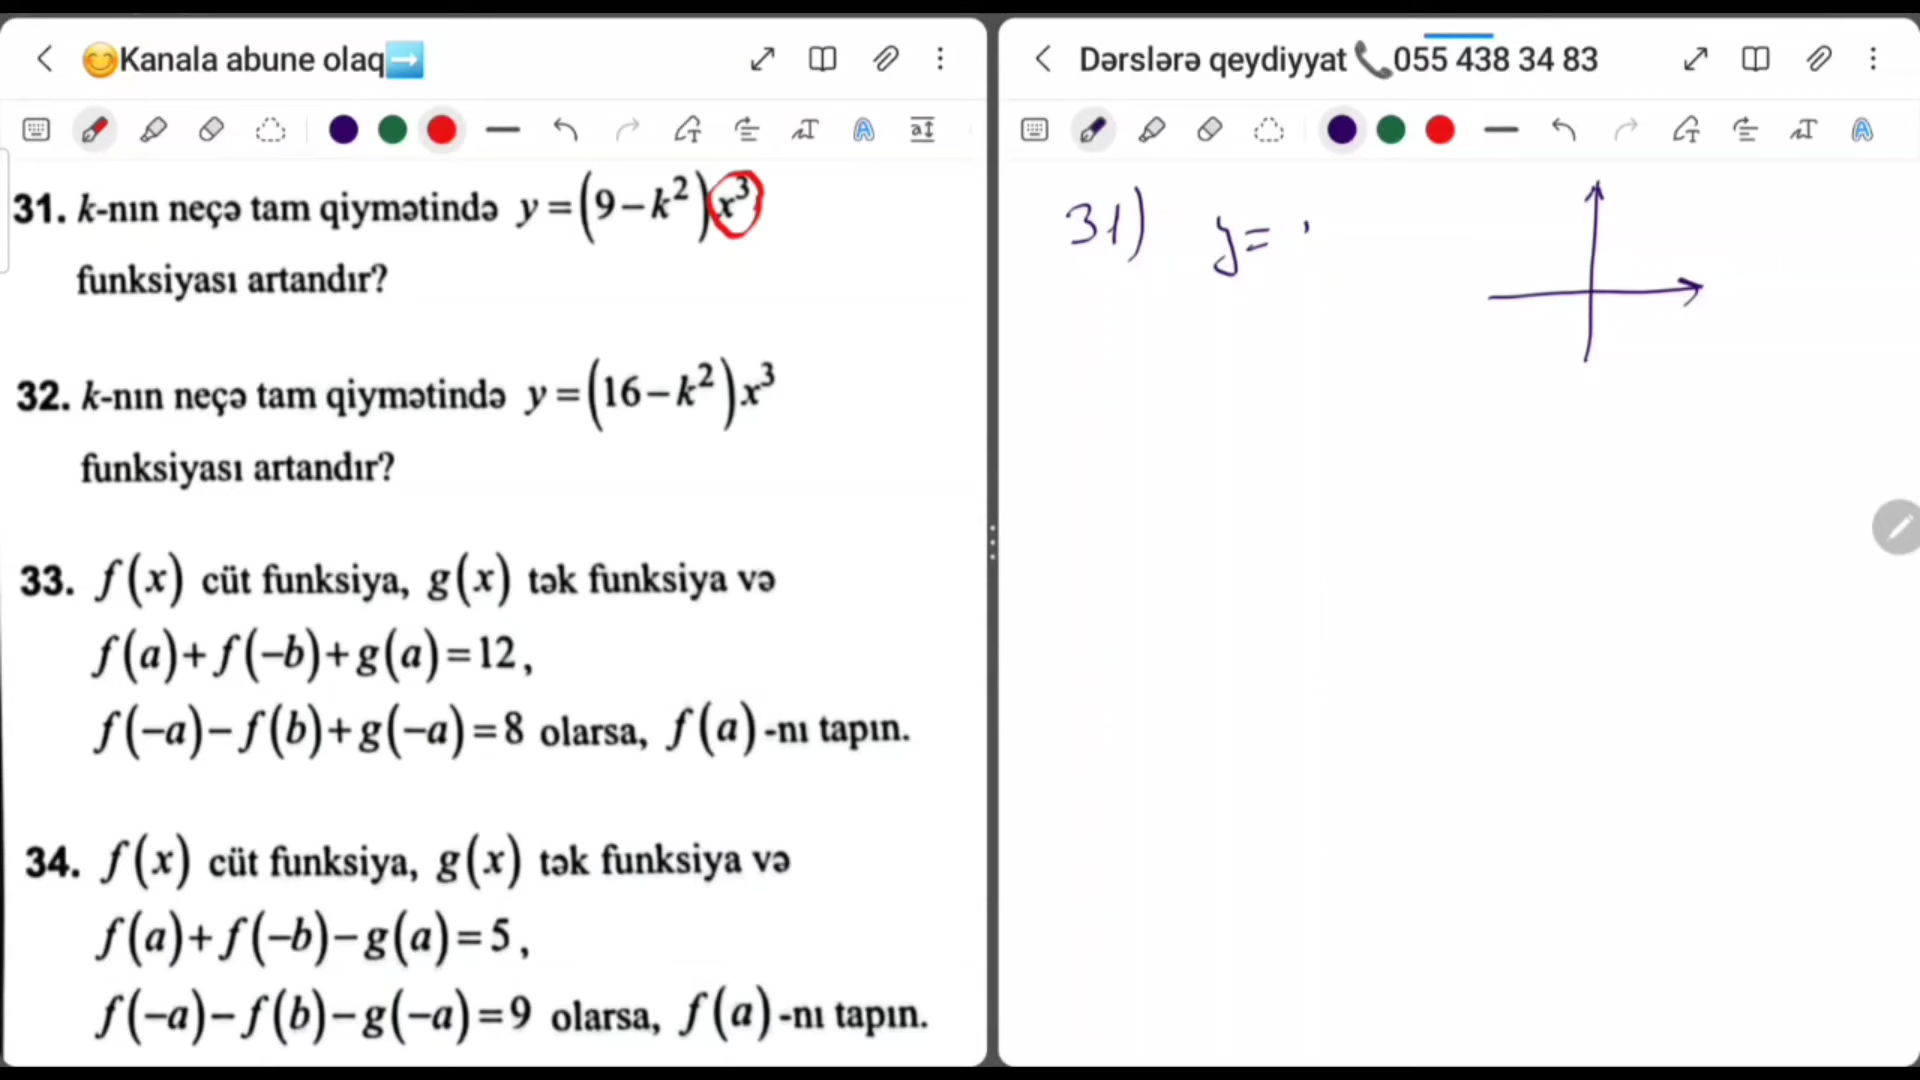 😊Kanala abune olaq➡️
Dərslərə qeydiyyat 📞055 438 34 83
31. k-nın neçə tam qiymətində y=(9−k²)x³
funksiyası artandır?
32. k-nın neçə tam qiymətində y=(16−k²)x³
funksiyası artandır?
33. f(x) cüt funksiya, g(x) tək funksiya və
f(a)+f(−b)+g(a)=12,
f(−a)−f(b)+g(−a)=8 olarsa, f(a)-nı tapın.
34. f(x) cüt funksiya, g(x) tək funksiya və
f(a)+f(−b)−g(a)=5,
f(−a)−f(b)−g(−a)=9 olarsa, f(a)-nı tapın.
31) y=